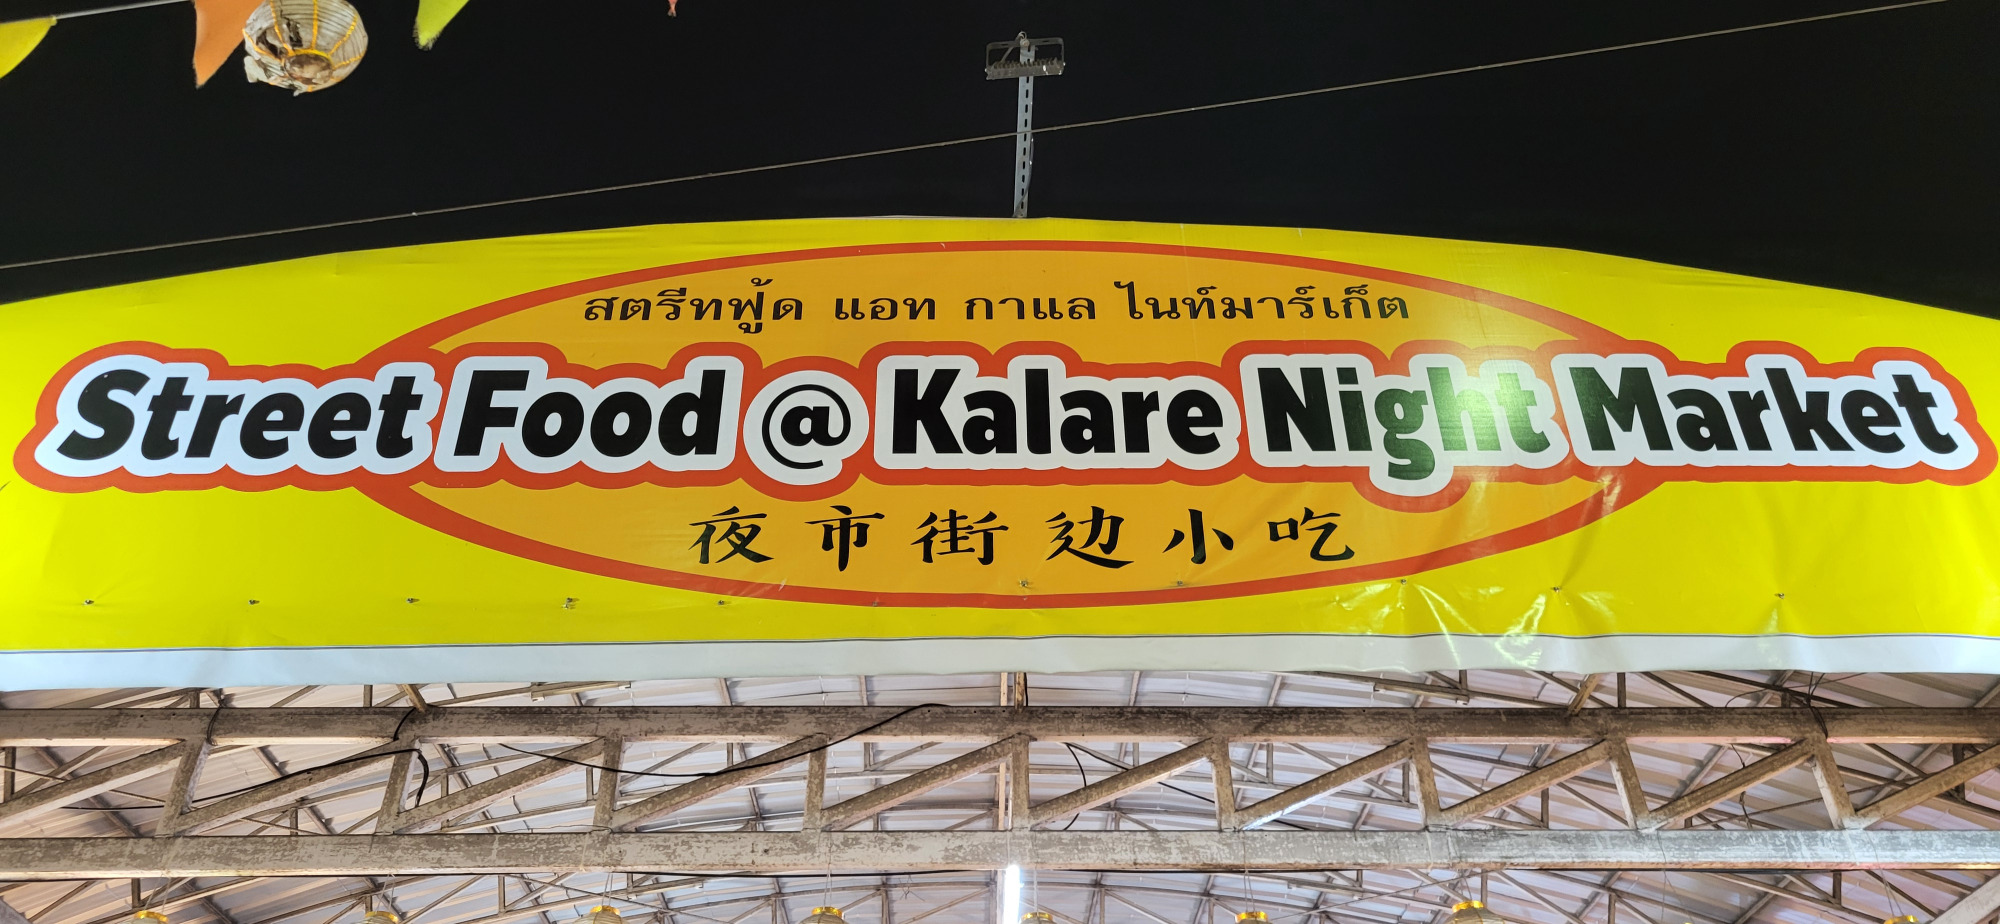 สตรีทฟู้ด แอท กาแล ไนท์มาร์เก็ต
Street Food @ Kalare Night Market
夜市街边小吃